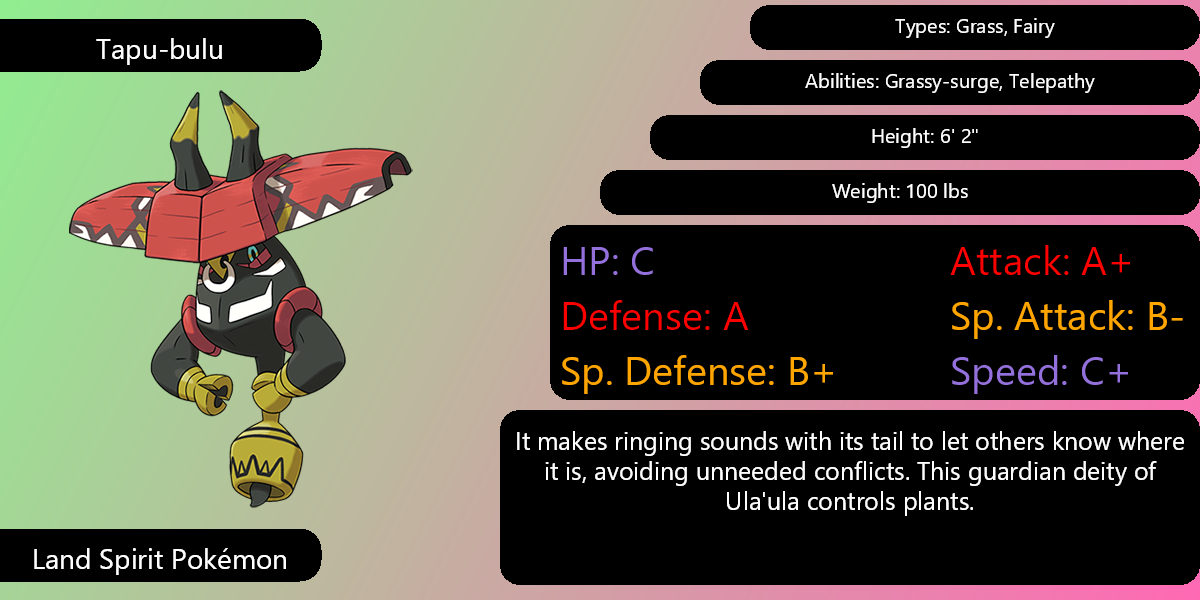 Tapu-bulu
Types: Grass, Fairy
Abilities: Grassy-surge, Telepathy
Height: 6' 2"
Weight: 100 lbs
HP: C
Attack: A+
Defense: A
Sp. Attack: B-
Sp. Defense: B+
Speed: C+
It makes ringing sounds with its tail to let others know where
it is, avoiding unneeded conflicts. This guardian deity of
Ula'ula controls plants.
Land Spirit Pokémon